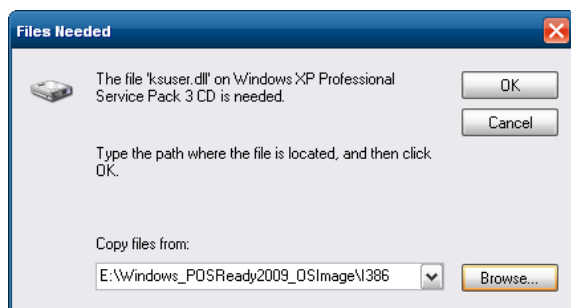 Files Needed
The file 'ksuser.dll' on Windows XP Professional
Service Pack 3 CD is needed.
OK
Cancel
Type the path where the file is located, and then click
OK.
Copy files from:
E:\Windows_POSReady2009_OSImage\I386
Browse...